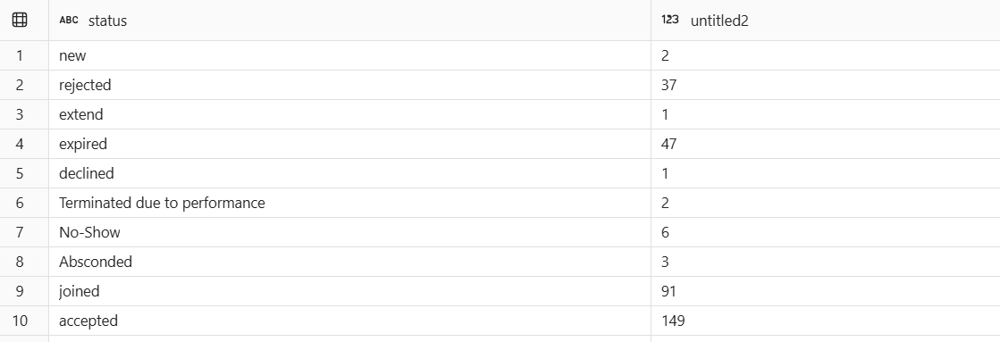 ABC status 123 untitled2
1 new 2
2 rejected 37
3 extend 1
4 expired 47
5 declined 1
6 Terminated due to performance 2
7 No-Show 6
8 Absconded 3
9 joined 91
10 accepted 149